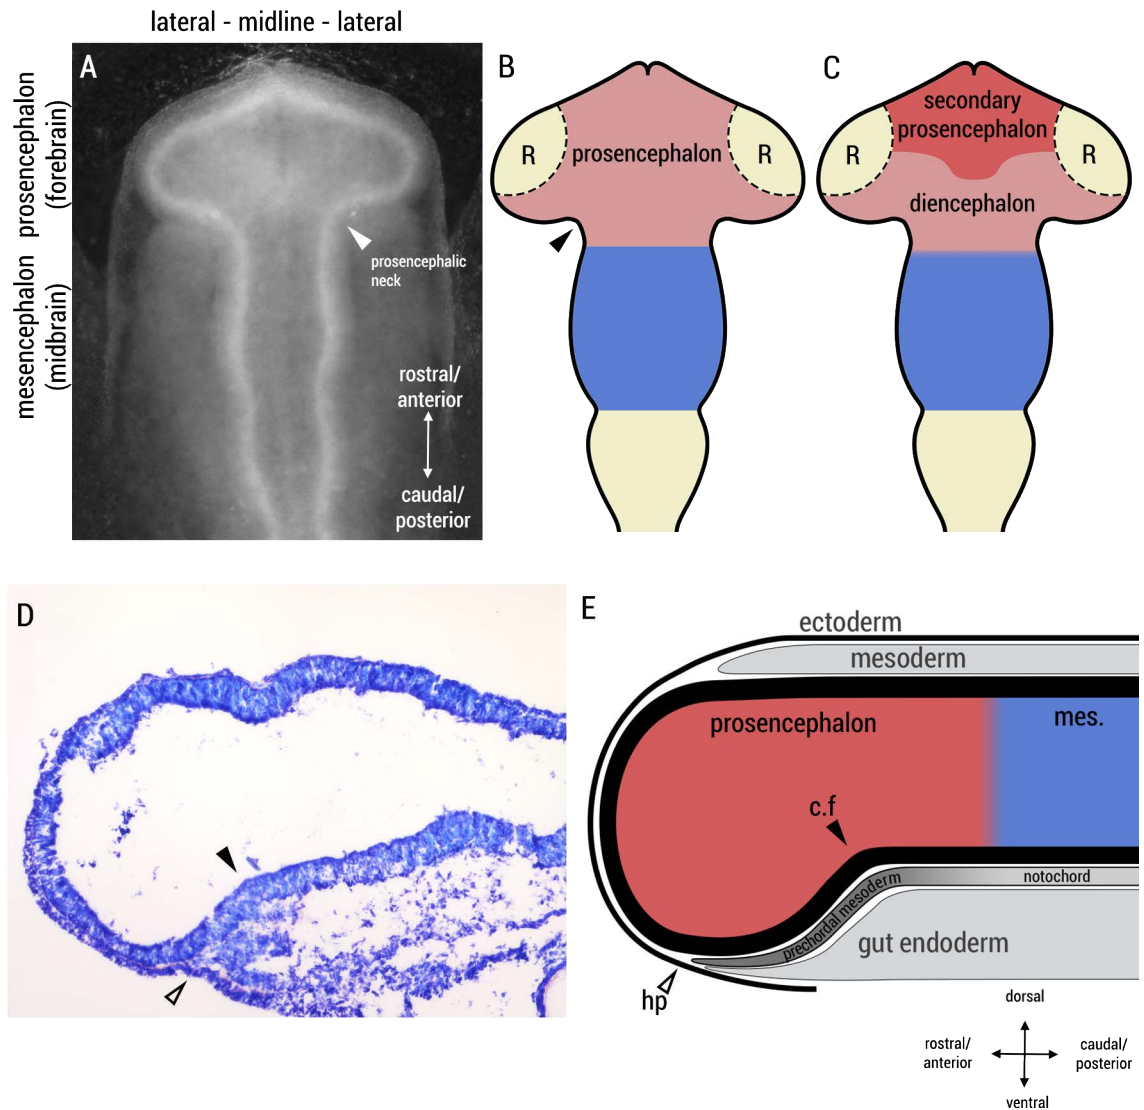 lateral - midline - lateral
A
prosencephalon
(forebrain)
mesencephalon
(midbrain)
prosencephalic
neck
rostral/
anterior
caudal/
posterior
B
R
prosencephalon
R
C
secondary
prosencephalon
R
R
diencephalon
D
E
ectoderm
mesoderm
prosencephalon
mes.
c.f
prechordal mesoderm
notochord
gut endoderm
hp
dorsal
rostral/
anterior
caudal/
posterior
ventral